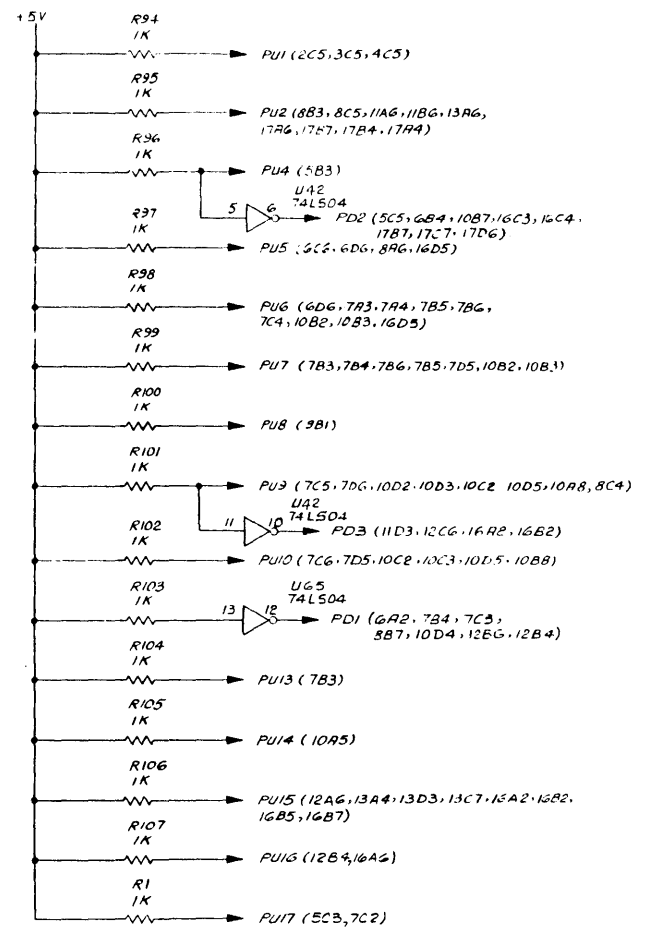 +5V
R94
1K
PU1 (2C5, 3C5, 4C5)
R95
1K
PU2 (8B3, 8C5, 11A6, 11B6, 13A6,
17A6, 17B7, 17B4, 17A4)
R96
1K
PU4 (5B3)
U42
74LS04
5 6
PD2 (5C5, 6B4, 10B7, 16C3, 16C4,
17B7, 17C7, 17D6)
R97
1K
PU5 (6C6, 6D6, 8A6, 16D5)
R98
1K
PU6 (6D6, 7A3, 7A4, 7B5, 7B6,
7C4, 10B2, 10B3, 16D5)
R99
1K
PU7 (7B3, 7B4, 7B6, 7B5, 7D5, 10B2, 10B3)
R100
1K
PU8 (9B1)
R101
1K
PU9 (7C5, 7D6, 10D2, 10D3, 10C2 10D5, 10A8, 8C4)
U42
74LS04
11 10
PD3 (11D3, 12C6, 16A2, 16B2)
R102
1K
PU10 (7C6, 7D5, 10C2, 10C3, 10D5, 10B8)
R103
1K
U65
74LS04
13 12
PD1 (6A2, 7B4, 7C3,
8B7, 10D4, 12B6, 12B4)
R104
1K
PU13 (7B3)
R105
1K
PU14 (10A5)
R106
1K
PU15 (12A6, 13A4, 13D3, 13C7, 16A2, 16B2,
16B5, 16B7)
R107
1K
PU16 (12B4, 16A6)
R1
1K
PU17 (5C3, 7C2)